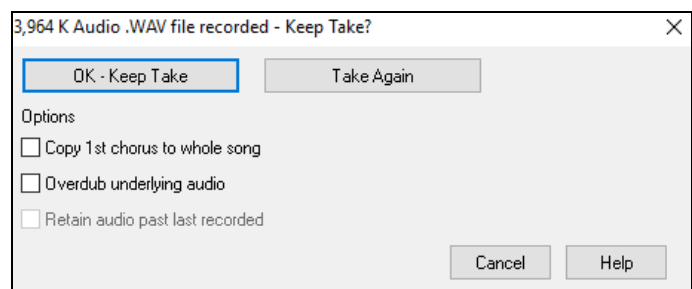 3,964 K Audio .WAV file recorded - Keep Take?
OK - Keep Take
Take Again
Options
Copy 1st chorus to whole song
Overdub underlying audio
Retain audio past last recorded
Cancel
Help